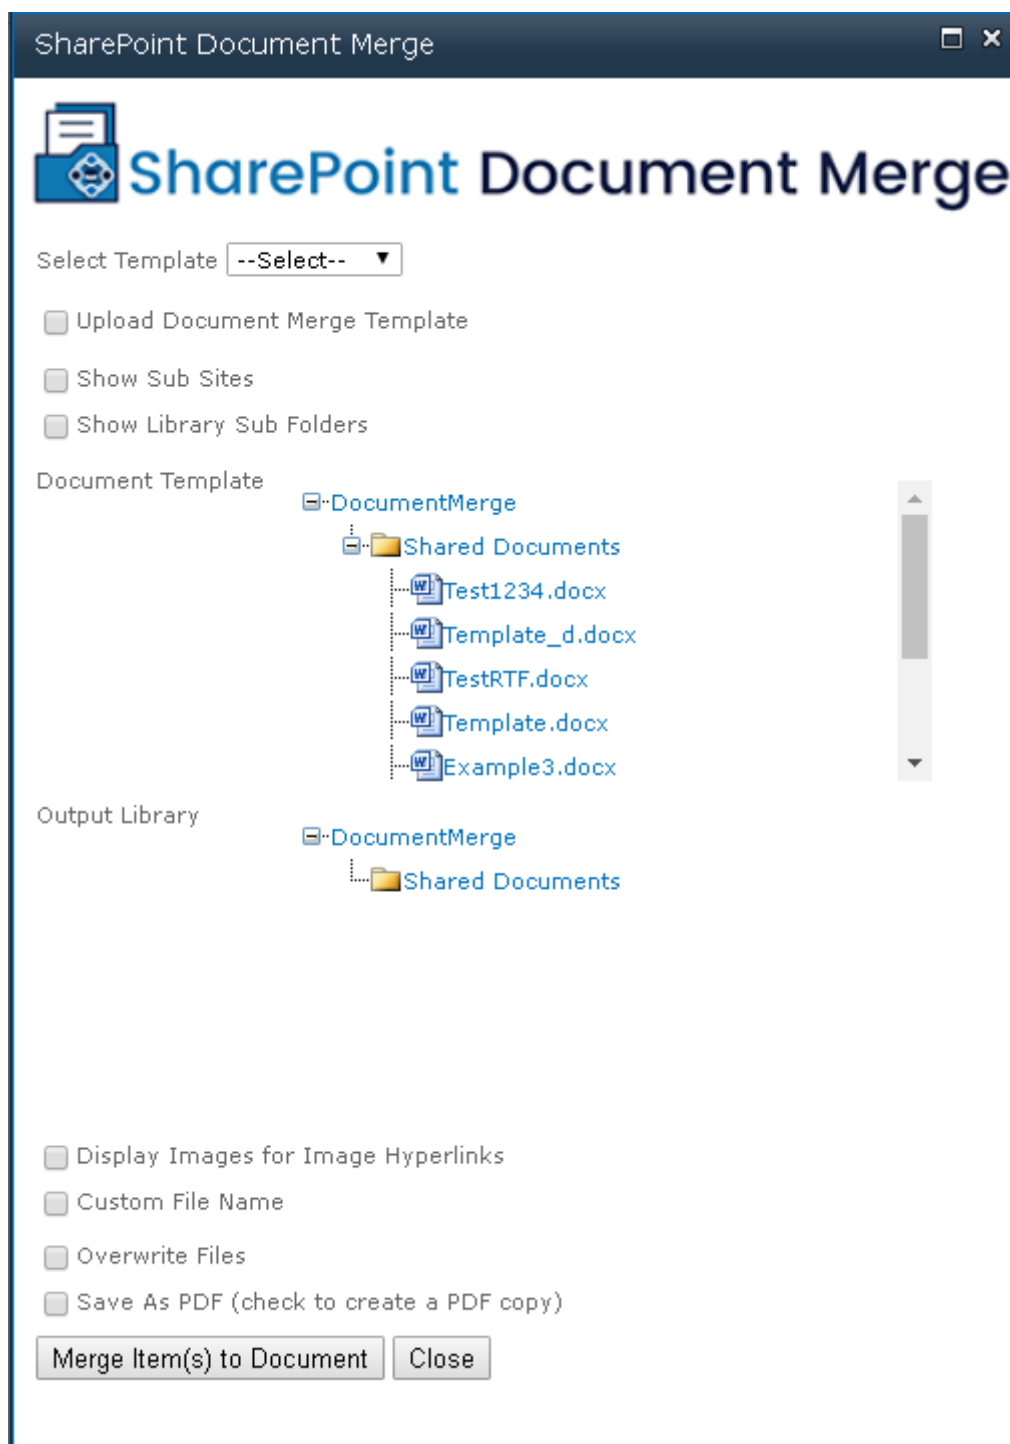 SharePoint Document Merge
SharePoint Document Merge
Select Template --Select--
Upload Document Merge Template
Show Sub Sites
Show Library Sub Folders
Document Template
DocumentMerge
Shared Documents
Test1234.docx
Template_d.docx
TestRTF.docx
Template.docx
Example3.docx
Output Library
DocumentMerge
Shared Documents
Display Images for Image Hyperlinks
Custom File Name
Overwrite Files
Save As PDF (check to create a PDF copy)
Merge Item(s) to Document Close